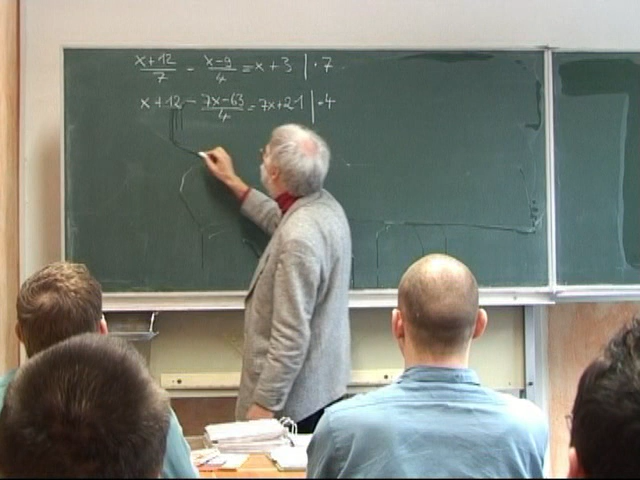 x+12/7 - x-9/4 = x+3 | ·7
x+12 - 7x-63/4 = 7x+21 | ·4